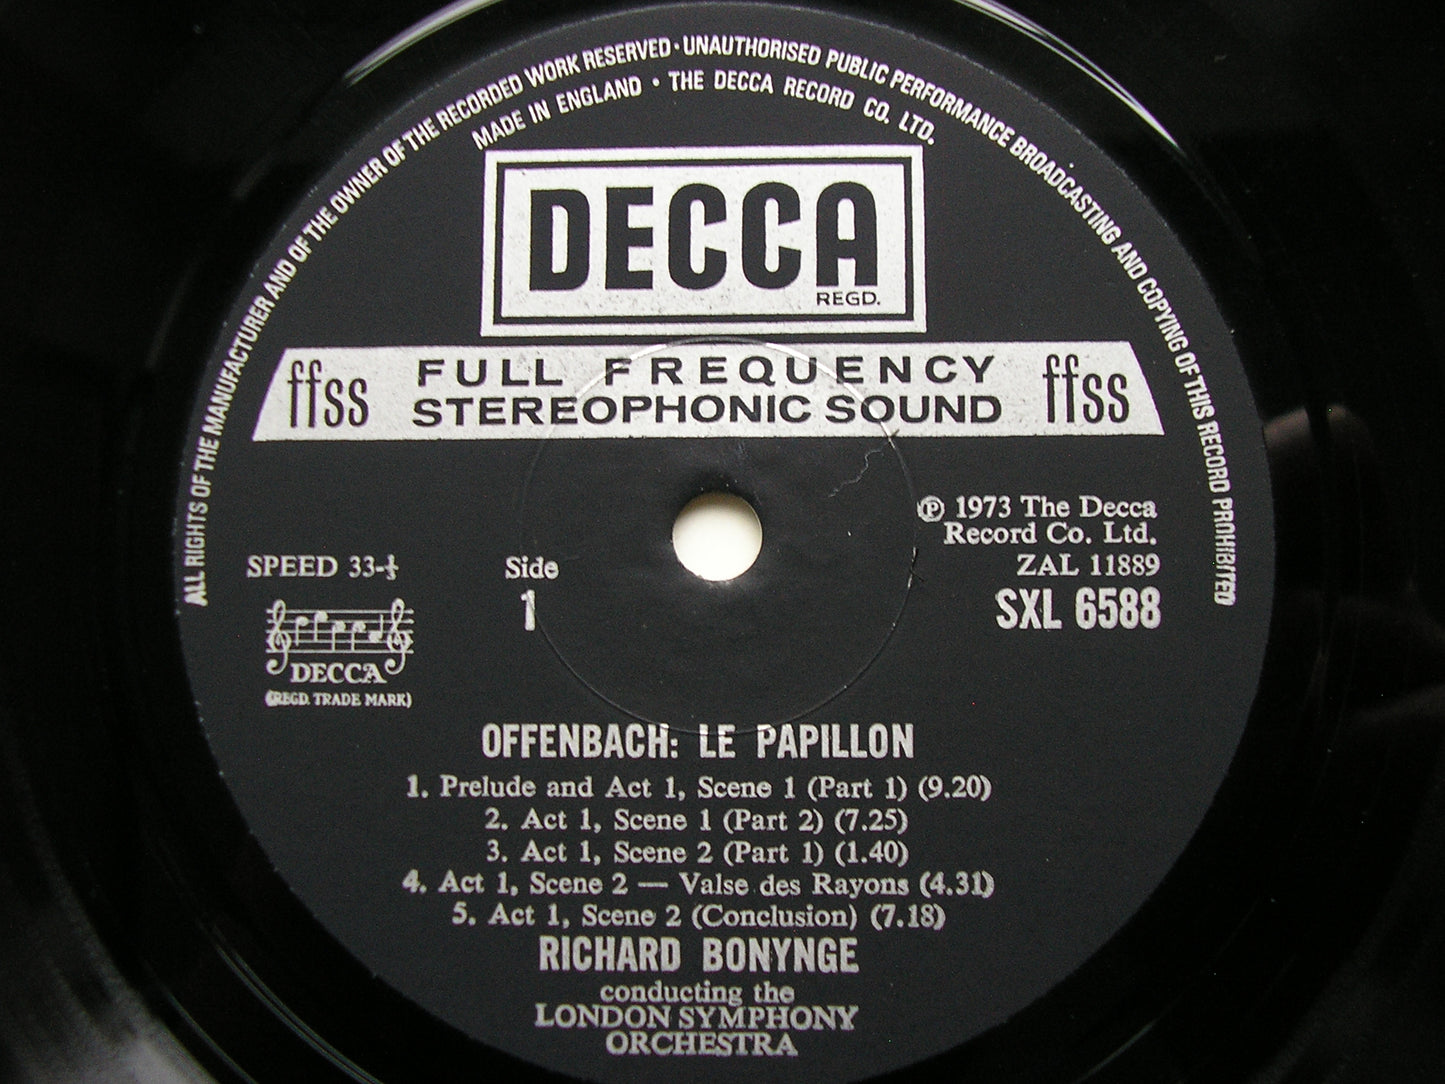 ALL RIGHTS OF THE MANUFACTURER AND OF THE OWNER OF THE RECORDED WORK RESERVED · UNAUTHORISED PUBLIC PERFORMANCE BROADCASTING AND COPYING OF THIS RECORD PROHIBITED
MADE IN ENGLAND · THE DECCA RECORD CO. LTD.
DECCA
REGD.
ffss FULL FREQUENCY ffss
STEREOPHONIC SOUND
℗ 1973 The Decca
Record Co. Ltd.
SPEED 33-⅓ Side ZAL 11889
1 SXL 6588
DECCA
(REGD. TRADE MARK)
OFFENBACH: LE PAPILLON
1. Prelude and Act 1, Scene 1 (Part 1) (9.20)
2. Act 1, Scene 1 (Part 2) (7.25)
3. Act 1, Scene 2 (Part 1) (1.40)
4. Act 1, Scene 2 — Valse des Rayons (4.31)
5. Act 1, Scene 2 (Conclusion) (7.18)
RICHARD BONYNGE
conducting the
LONDON SYMPHONY
ORCHESTRA